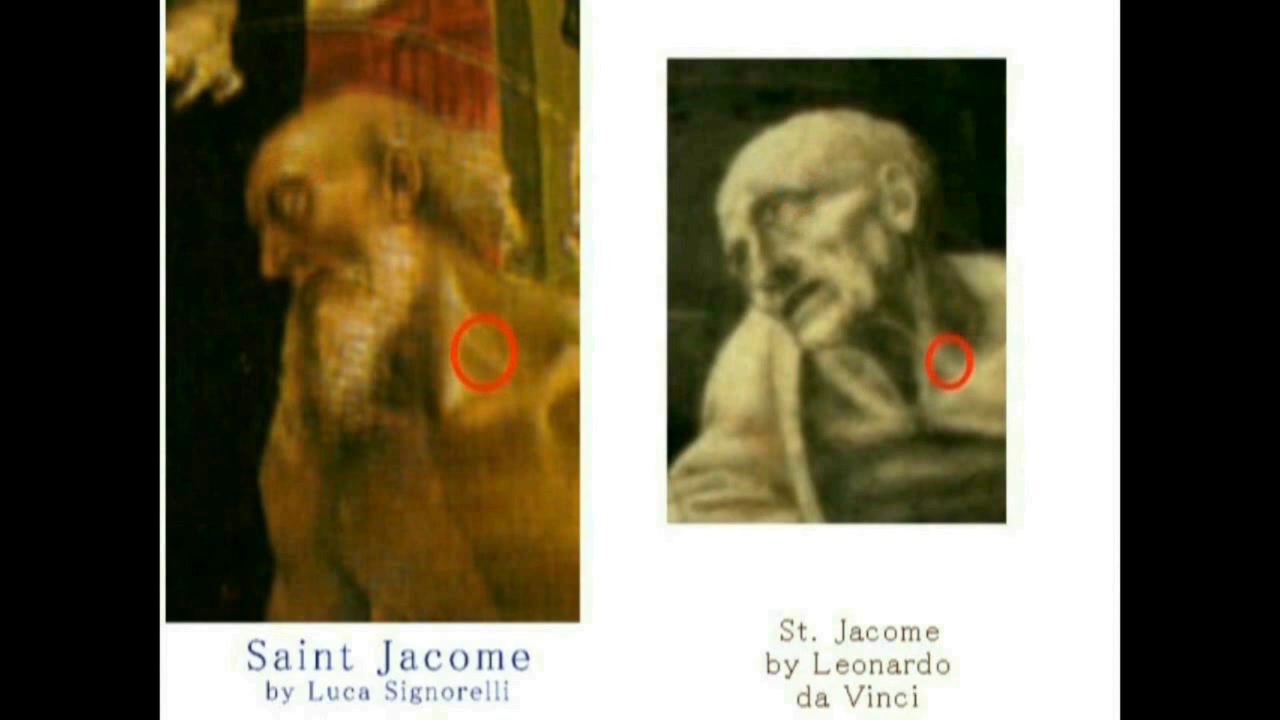 Saint Jacome
by Luca Signorelli
St. Jacome
by Leonardo
da Vinci